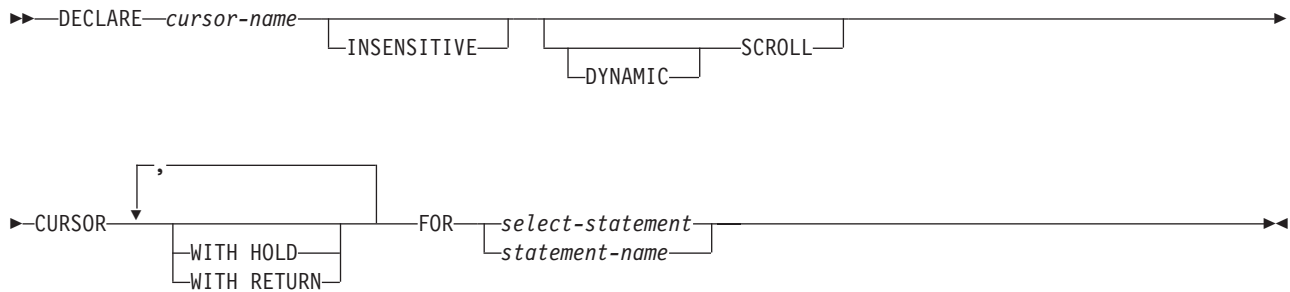 DECLARE cursor-name
INSENSITIVE
SCROLL
DYNAMIC
,
CURSOR
FOR
select-statement
WITH HOLD
statement-name
WITH RETURN